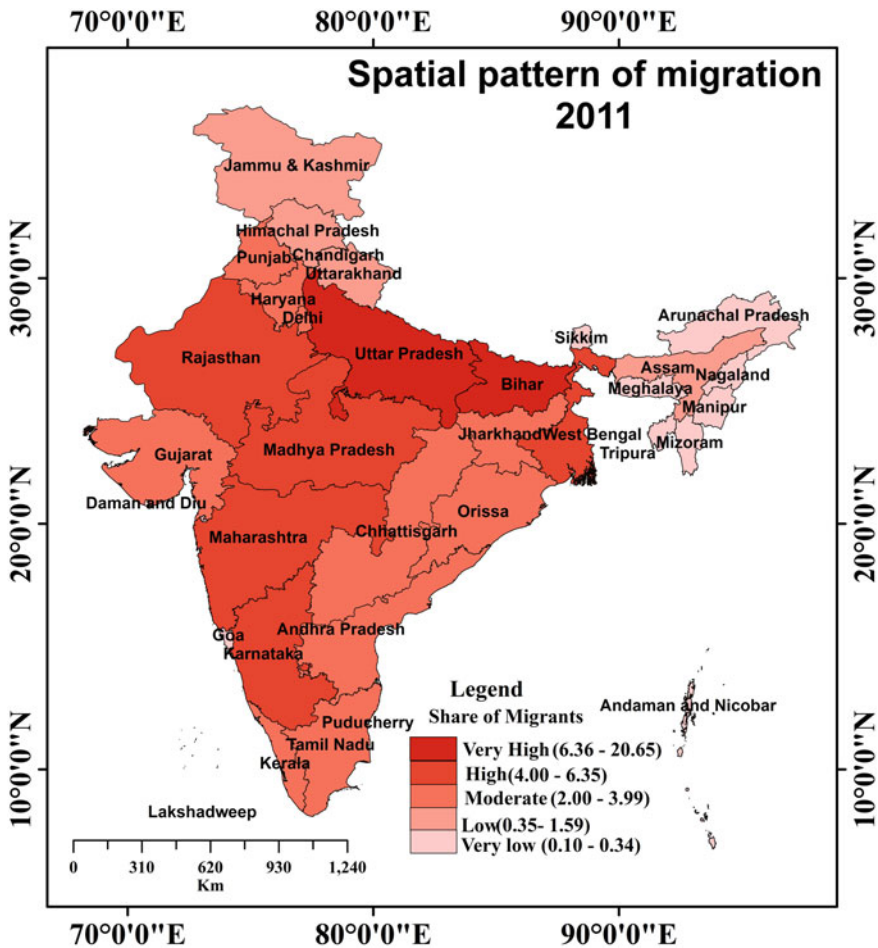 70°0'0"E 80°0'0"E 90°0'0"E
Spatial pattern of migration
2011
Jammu & Kashmir
Himachal Pradesh
Punjab Chandigarh
Uttarakhand
30°0'0"N 30°0'0"N
Haryana
Delhi
Arunachal Pradesh
Sikkim
Rajasthan Uttar Pradesh
Assam
Nagaland
Bihar
Meghalaya
Manipur
Jharkhand West Bengal
Mizoram
Madhya Pradesh
Tripura
Gujarat
Daman and Diu
Orissa
20°0'0"N 20°0'0"N
Chhattisgarh
Maharashtra
Andhra Pradesh
Goa
Karnataka
Andaman and Nicobar
Puducherry
Tamil Nadu
Kerala
10°0'0"N 10°0'0"N
Lakshadweep
Legend
Share of Migrants
Very High (6.36 - 20.65)
High(4.00 - 6.35)
Moderate (2.00 - 3.99)
Low(0.35- 1.59)
Very low (0.10 - 0.34)
0 310 620 930 1,240
Km
70°0'0"E 80°0'0"E 90°0'0"E